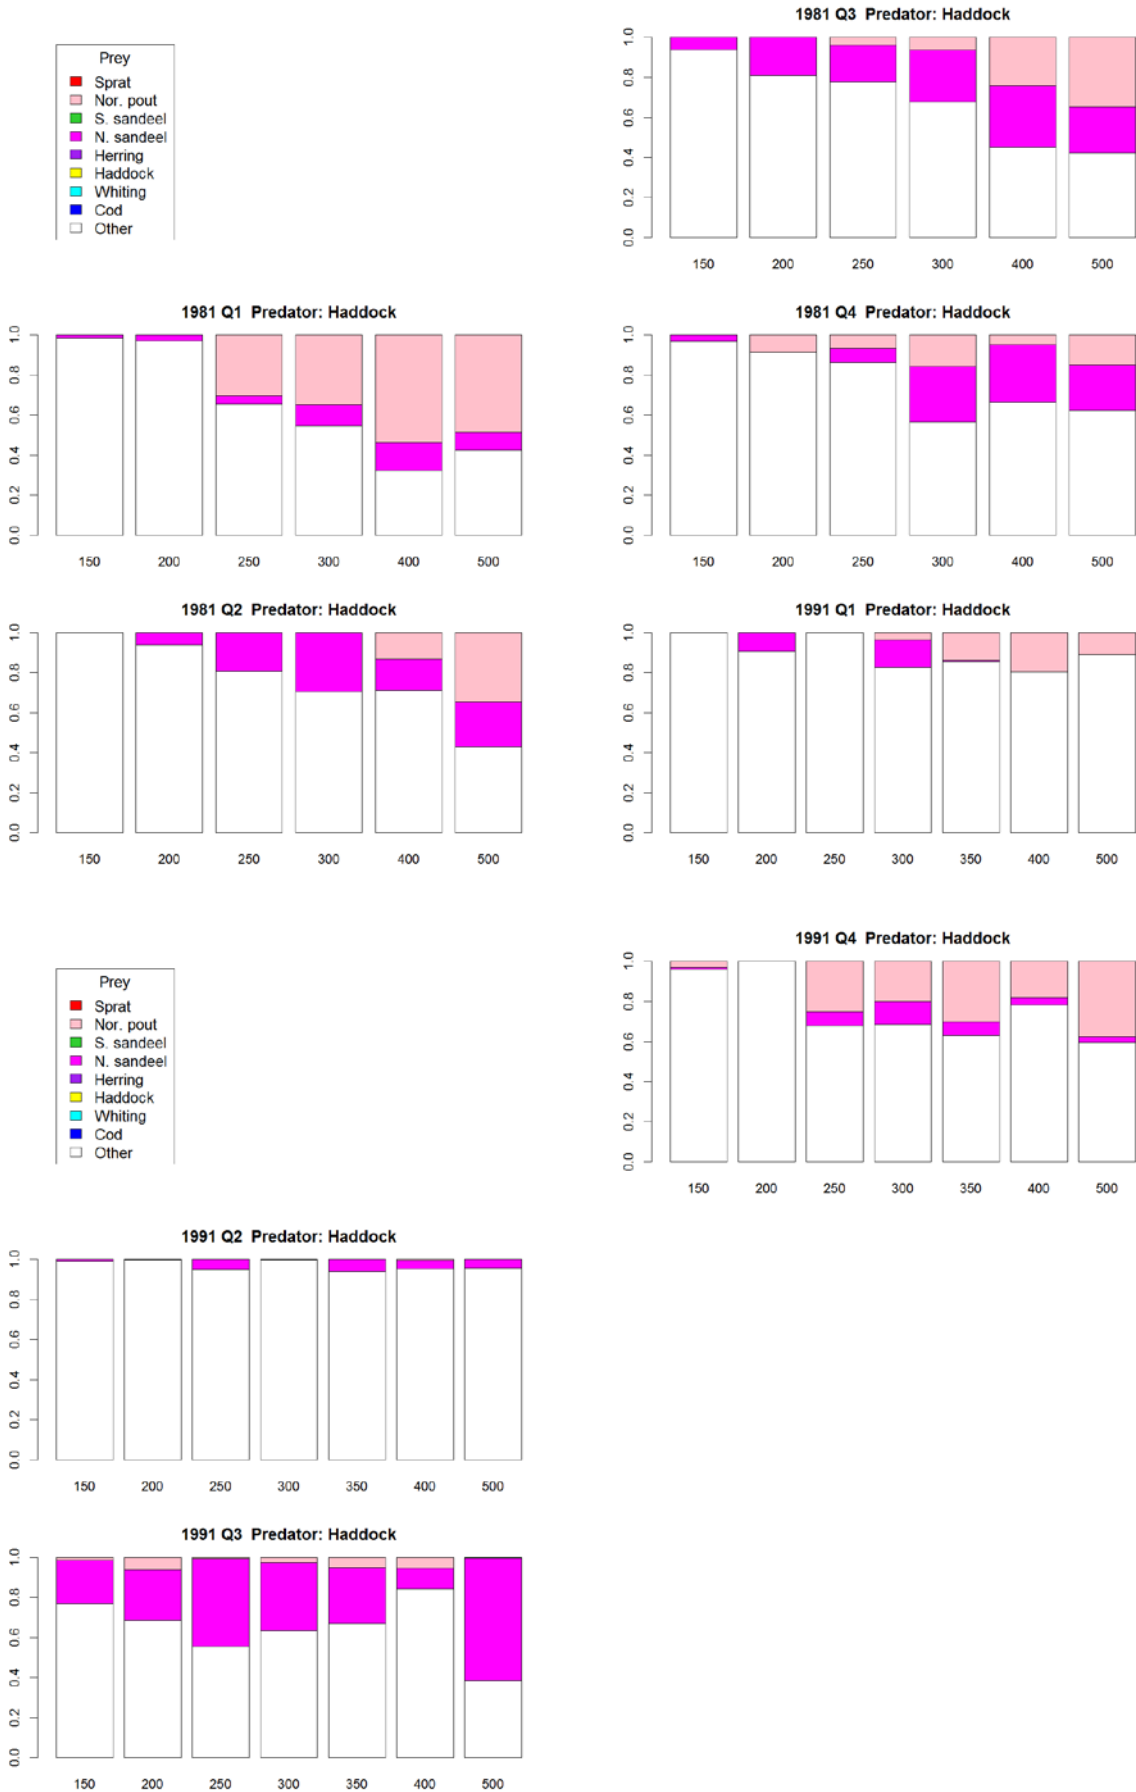 Prey
Sprat
Nor. pout
S. sandeel
N. sandeel
Herring
Haddock
Whiting
Cod
Other
1981 Q3 Predator: Haddock
1.0
0.8
0.6
0.4
0.2
0.0
150 200 250 300 400 500
1981 Q1 Predator: Haddock
1.0
0.8
0.6
0.4
0.2
0.0
150 200 250 300 400 500
1981 Q4 Predator: Haddock
1.0
0.8
0.6
0.4
0.2
0.0
150 200 250 300 400 500
1981 Q2 Predator: Haddock
1.0
0.8
0.6
0.4
0.2
0.0
150 200 250 300 400 500
1991 Q1 Predator: Haddock
1.0
0.8
0.6
0.4
0.2
0.0
150 200 250 300 350 400 500
Prey
Sprat
Nor. pout
S. sandeel
N. sandeel
Herring
Haddock
Whiting
Cod
Other
1991 Q4 Predator: Haddock
1.0
0.8
0.6
0.4
0.2
0.0
150 200 250 300 350 400 500
1991 Q2 Predator: Haddock
1.0
0.8
0.6
0.4
0.2
0.0
150 200 250 300 350 400 500
1991 Q3 Predator: Haddock
1.0
0.8
0.6
0.4
0.2
0.0
150 200 250 300 350 400 500